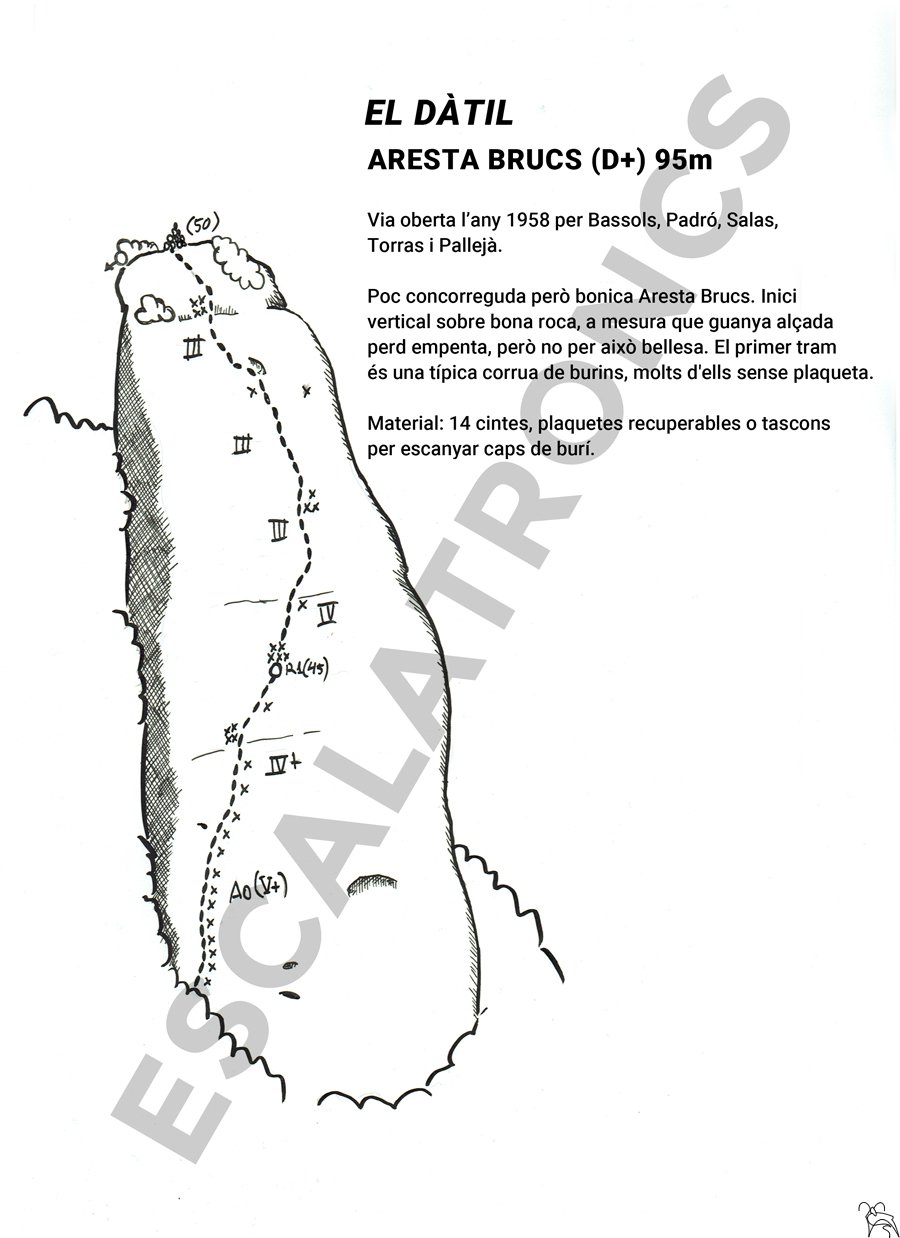 EL DÀTIL
ARESTA BRUCS (D+) 95m
Via oberta l’any 1958 per Bassols, Padró, Salas,
Torras i Pallejà.
Poc concorreguda però bonica Aresta Brucs. Inici
vertical sobre bona roca, a mesura que guanya alçada
perd empenta, però no per això bellesa. El primer tram
és una típica corrua de burins, molts d'ells sense plaqueta.
Material: 14 cintes, plaquetes recuperables o tascons
per escanyar caps de burí.
(50)
III
III
III
IV
R1(45)
IV+
A0(V+)
ESCALATRONCS